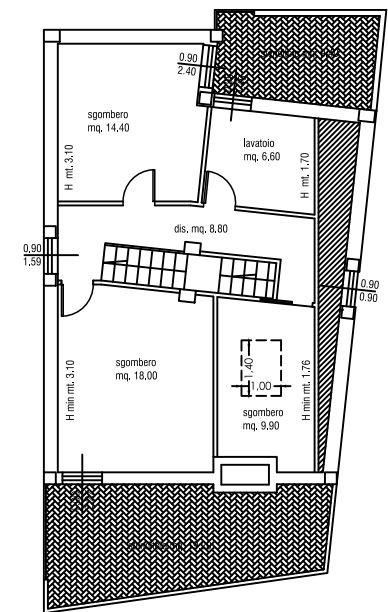 0.90
2.40
sgombero
mq. 14.40
H mt. 3.10
lavatoio
mq. 6,60
H mt. 1.70
dis. mq. 8.80
0,90
1.59
0.90
0.90
sgombero
mq. 18.00
H min mt. 3.10
1,40
1,00
sgombero
mq. 9.90
H min mt. 1.76